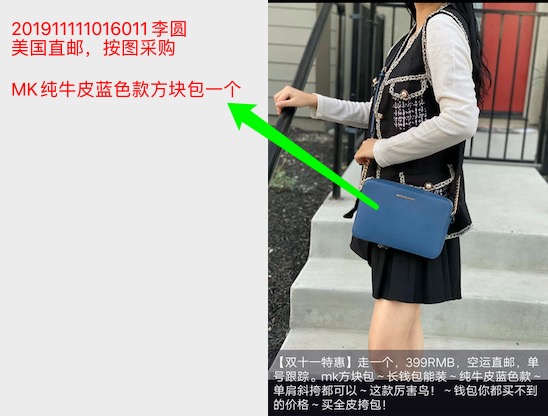 201911111016011 李圆
美国直邮，按图采购
MK纯牛皮蓝色款方块包一个
【双十一特惠】走一个，399RMB，空运直邮，单
号跟踪。mk方块包～长钱包能装～纯牛皮蓝色款～
单肩斜挎都可以～这款厉害鸟！～钱包你都买不到
的价格～买全皮挎包！